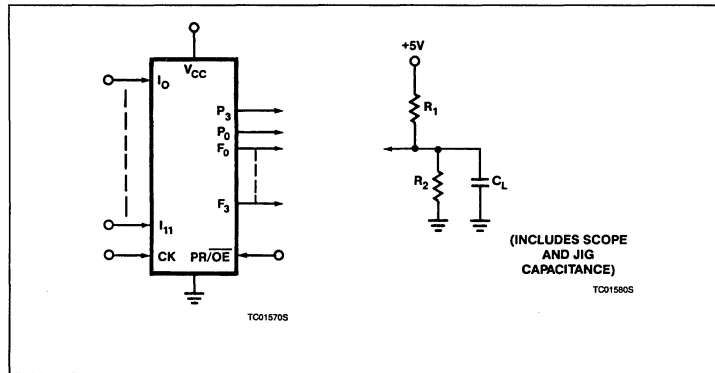 V_CC
I_O
P_3
P_0
F_0
F_3
I_11
CK
PR/O̅E̅
TC01570S
+5V
R_1
R_2
C_L
(INCLUDES SCOPE
AND JIG
CAPACITANCE)
TC01580S